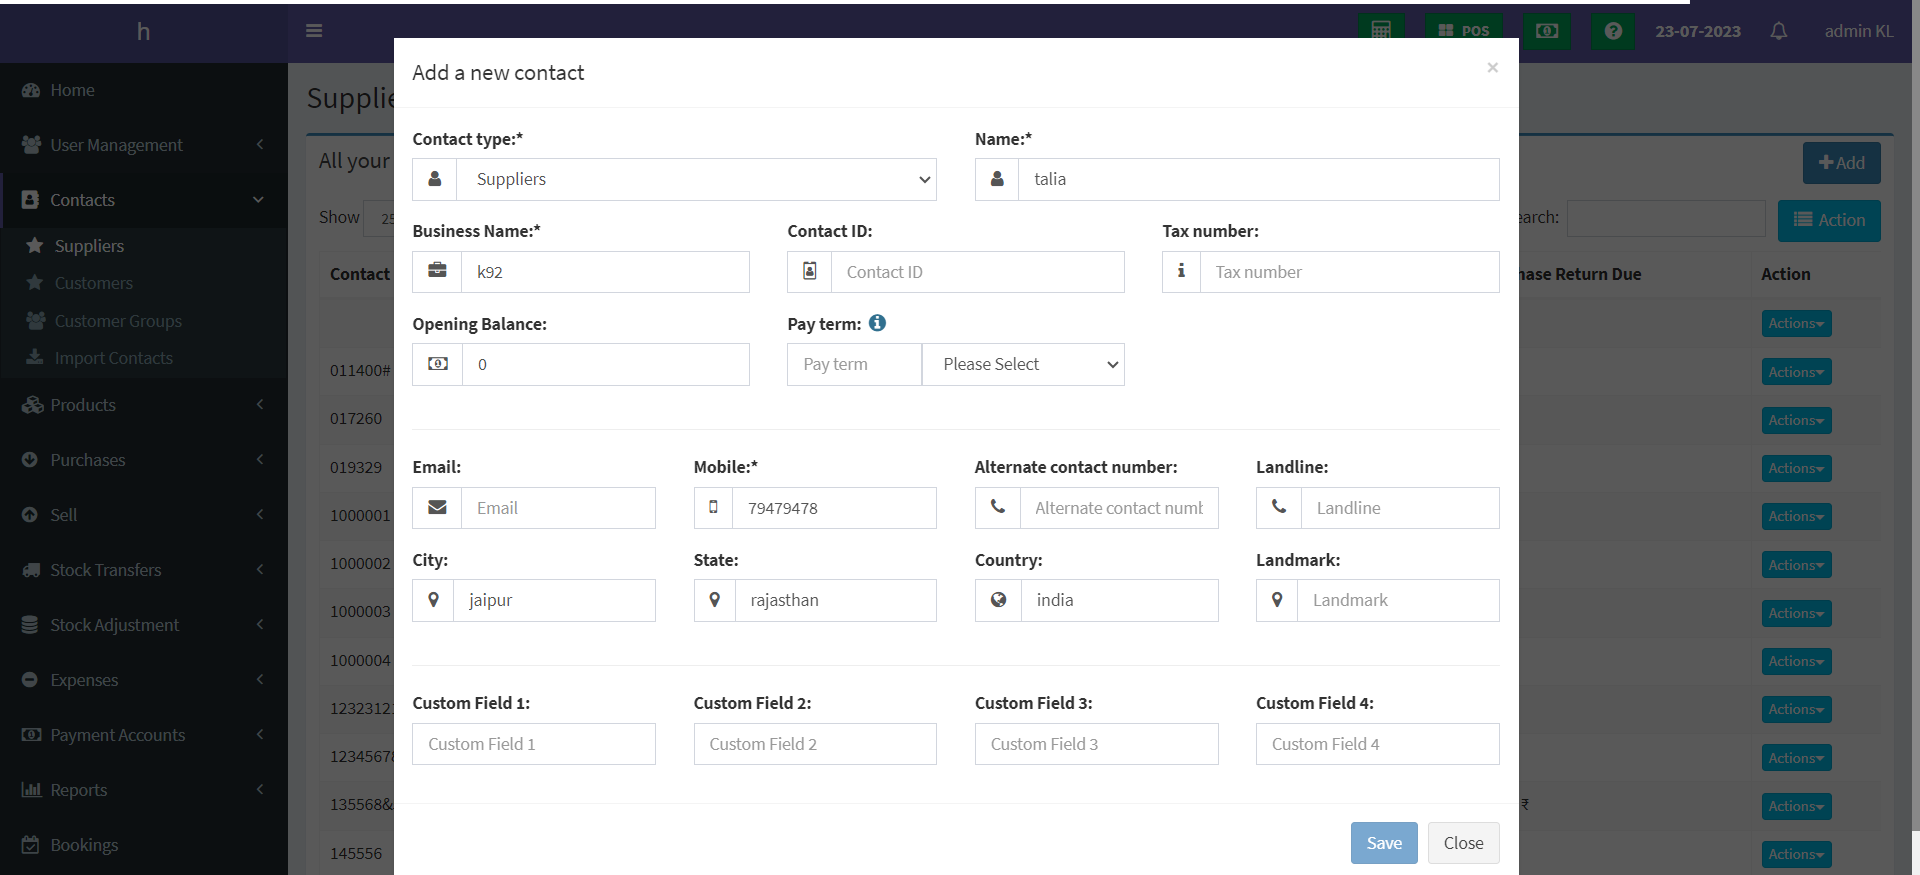 h
POS
23-07-2023
admin KL
Home
User Management
Contacts
Suppliers
Customers
Customer Groups
Import Contacts
Products
Purchases
Sell
Stock Transfers
Stock Adjustment
Expenses
Payment Accounts
Reports
Bookings
All your
Add
Show 25
Action
Contact
Return Due
Action
Actions
011400#
Actions
017260
Actions
019329
Actions
1000001
Actions
1000002
Actions
1000003
Actions
1000004
Actions
Actions
Actions
135568&
₹
Actions
145556
Actions
Add a new contact
×
Contact type:*
Name:*
Suppliers
talia
Business Name:*
Contact ID:
Tax number:
k92
Contact ID
Tax number
Opening Balance:
Pay term:
0
Pay term
Please Select
Email:
Mobile:*
Alternate contact number:
Landline:
Email
79479478
Alternate contact
Landline
City:
State:
Country:
Landmark:
jaipur
rajasthan
india
Landmark
Custom Field 1:
Custom Field 2:
Custom Field 3:
Custom Field 4:
Custom Field 1
Custom Field 2
Custom Field 3
Custom Field 4
Save
Close